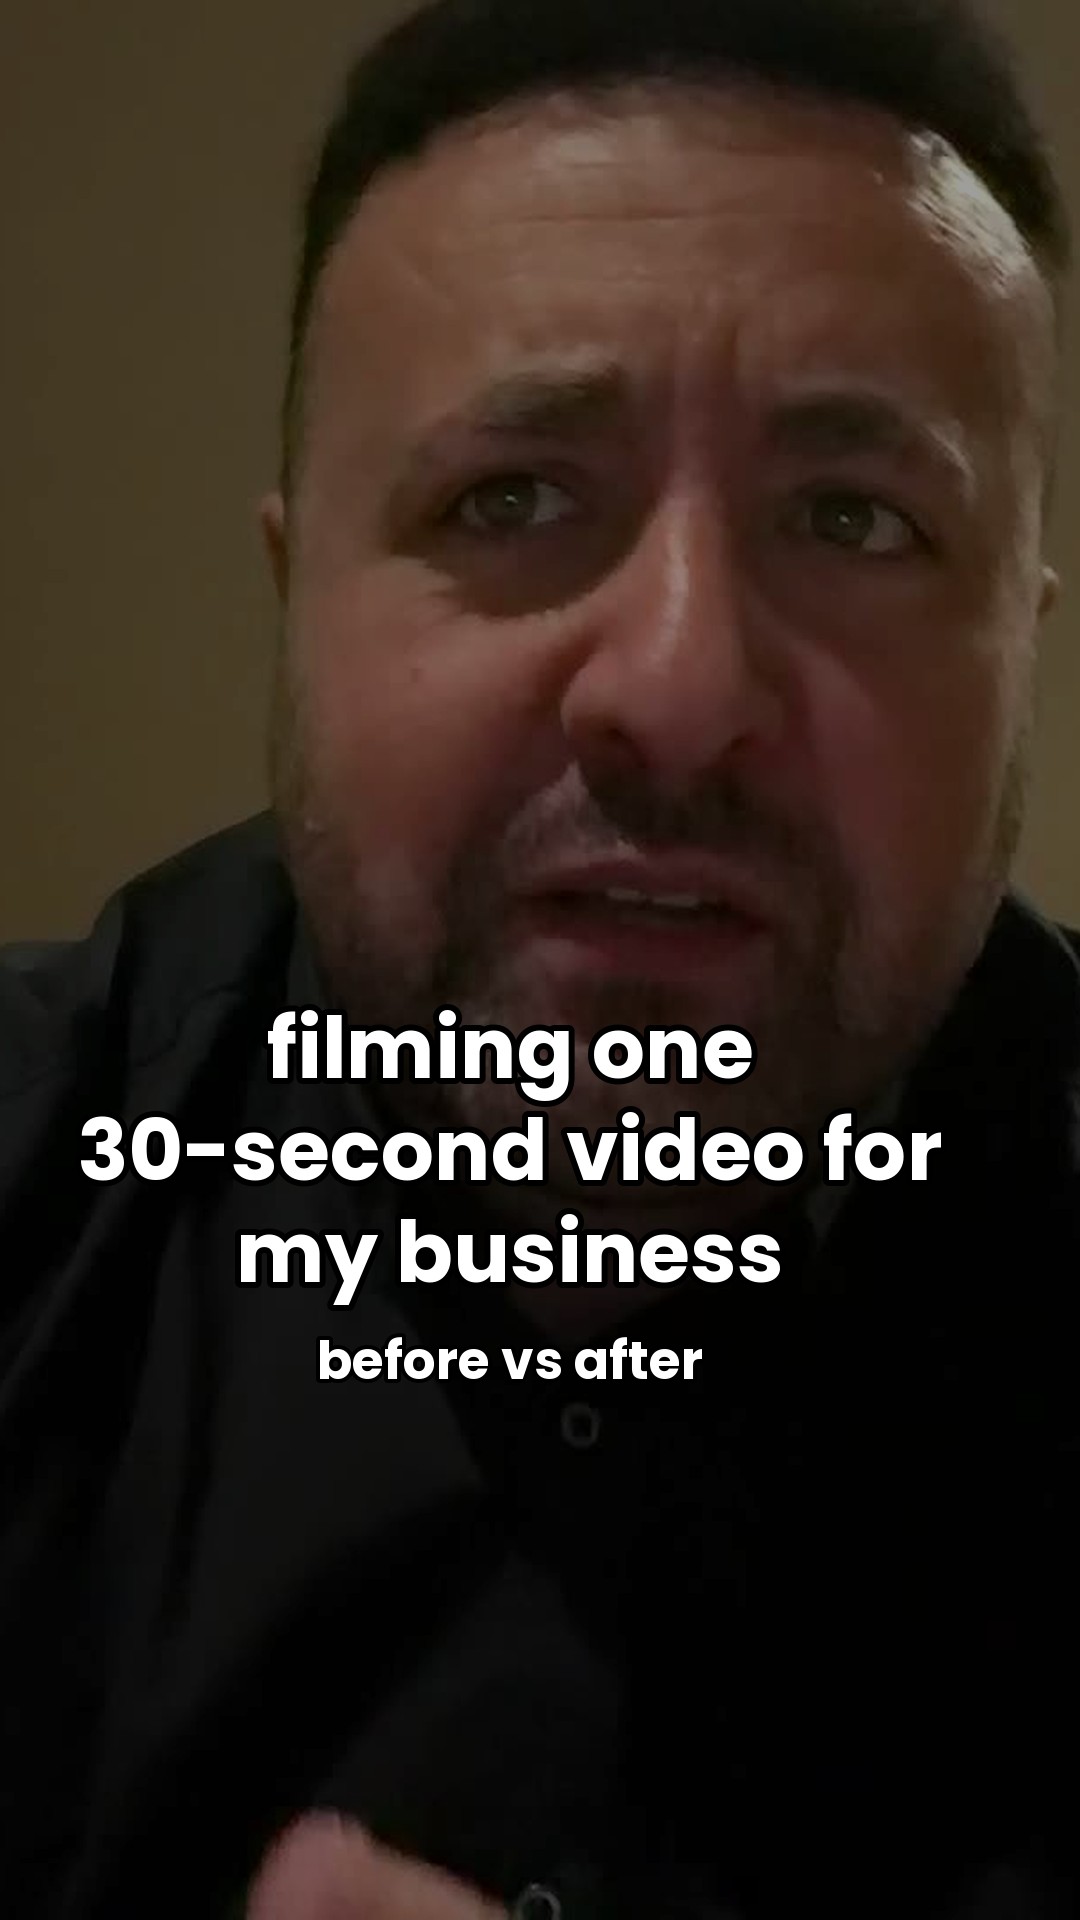 filming one
30-second video for
my business
before vs after